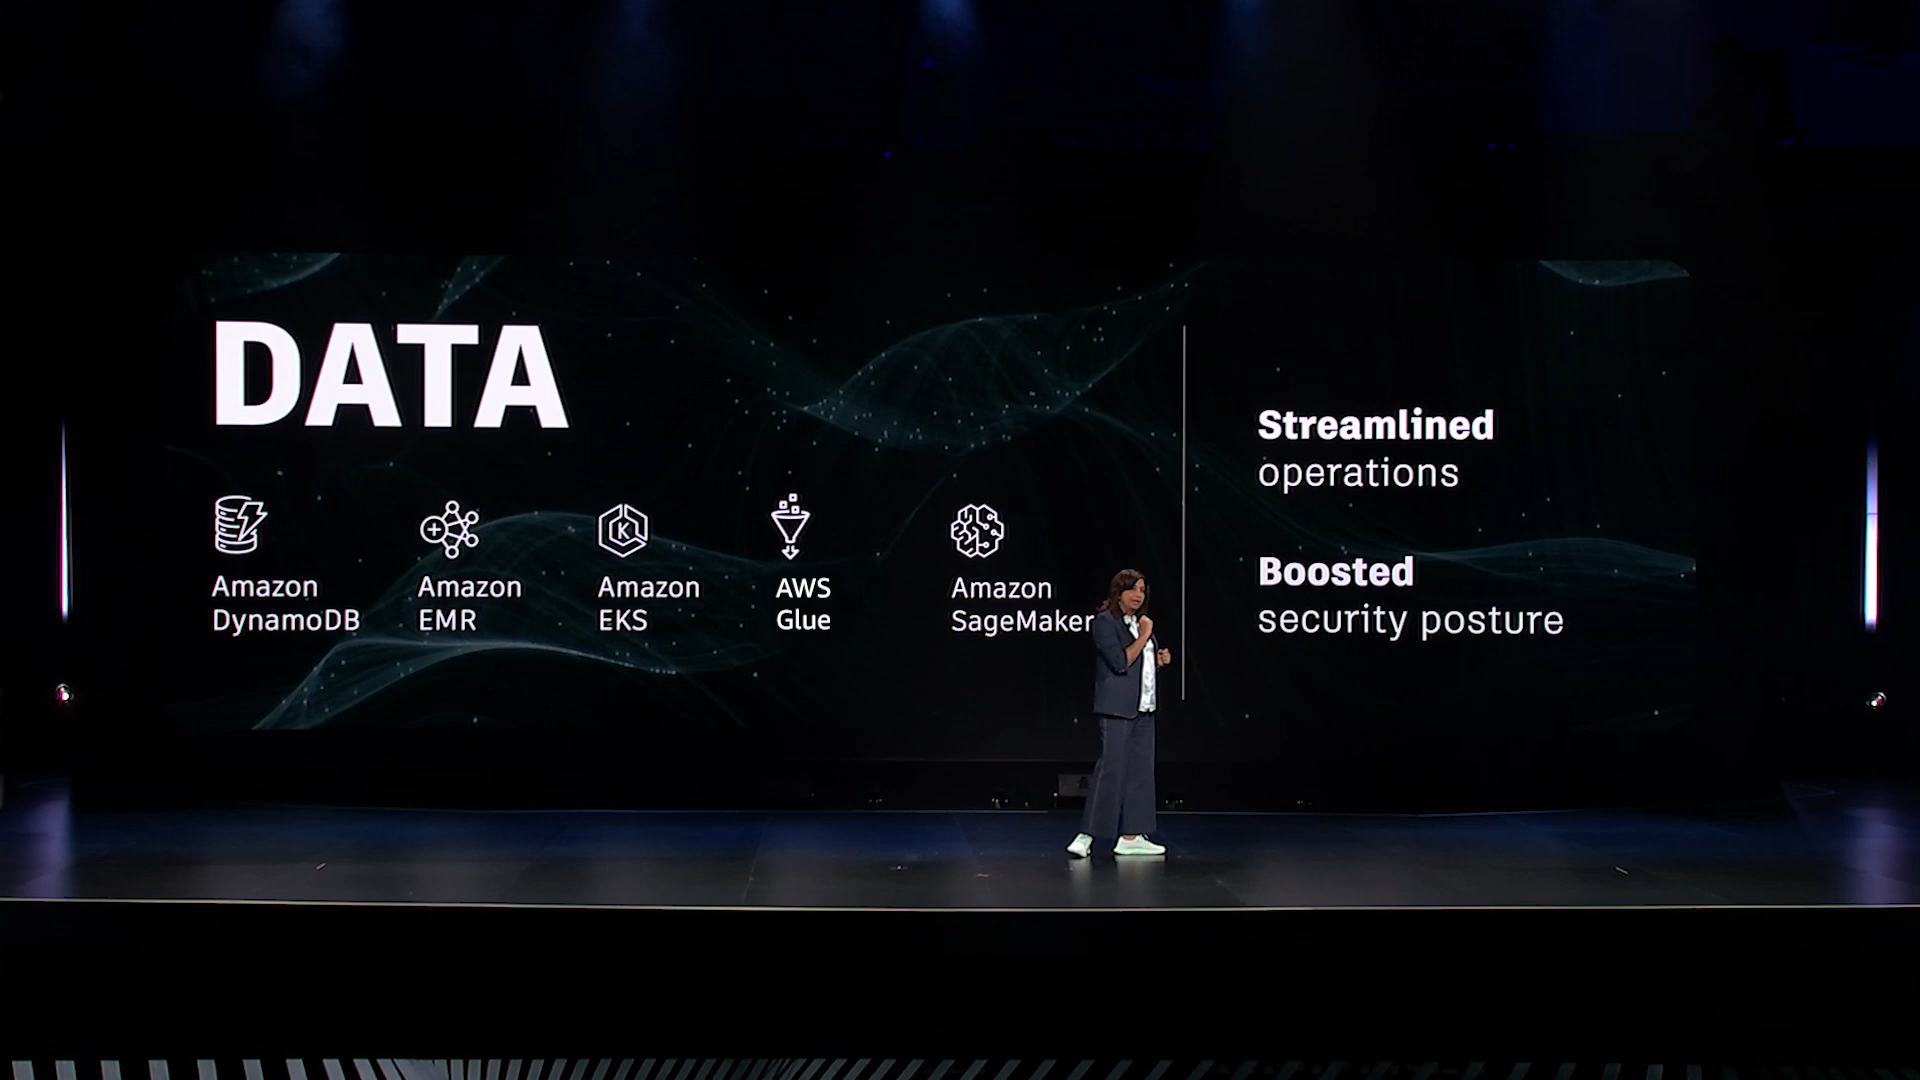 DATA
Amazon
DynamoDB
Amazon
EMR
K
Amazon
EKS
AWS
Glue
Amazon
SageMaker
Streamlined
operations
Boosted
security posture